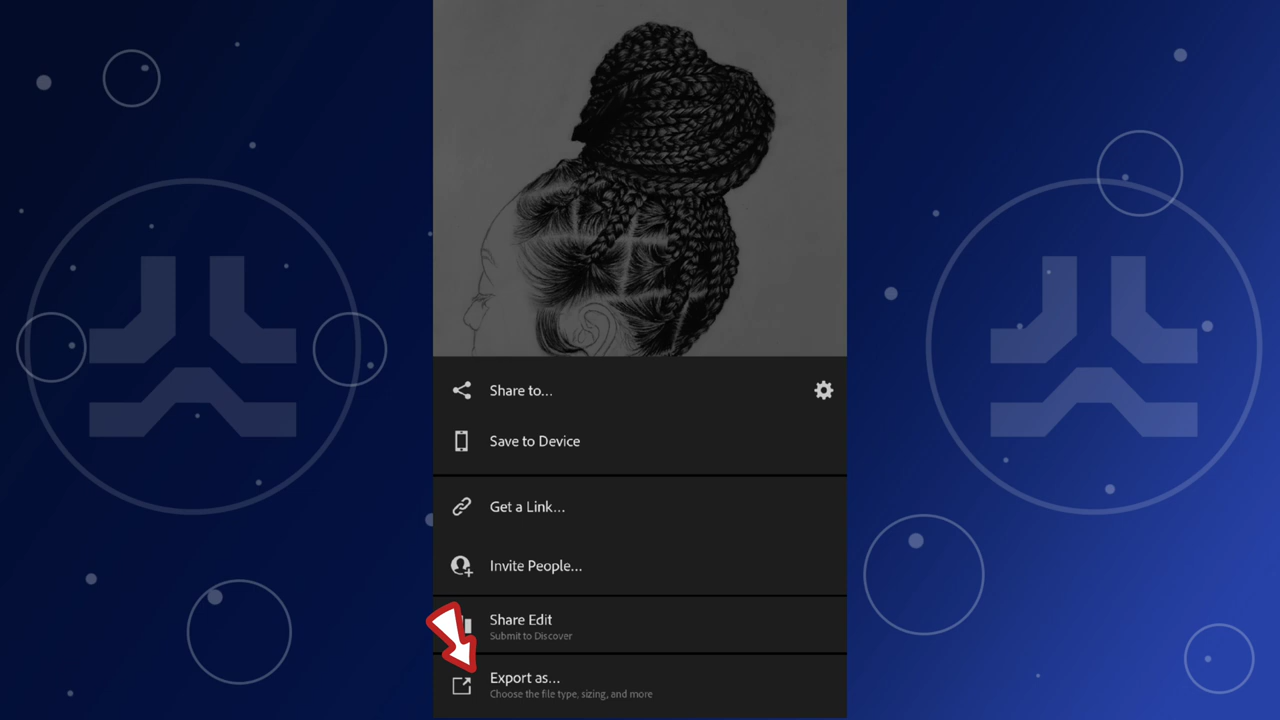 Share to...
Save to Device
Get a Link...
Invite People...
Share Edit
Submit to Discover
Export as...
Choose the file type, sizing, and more